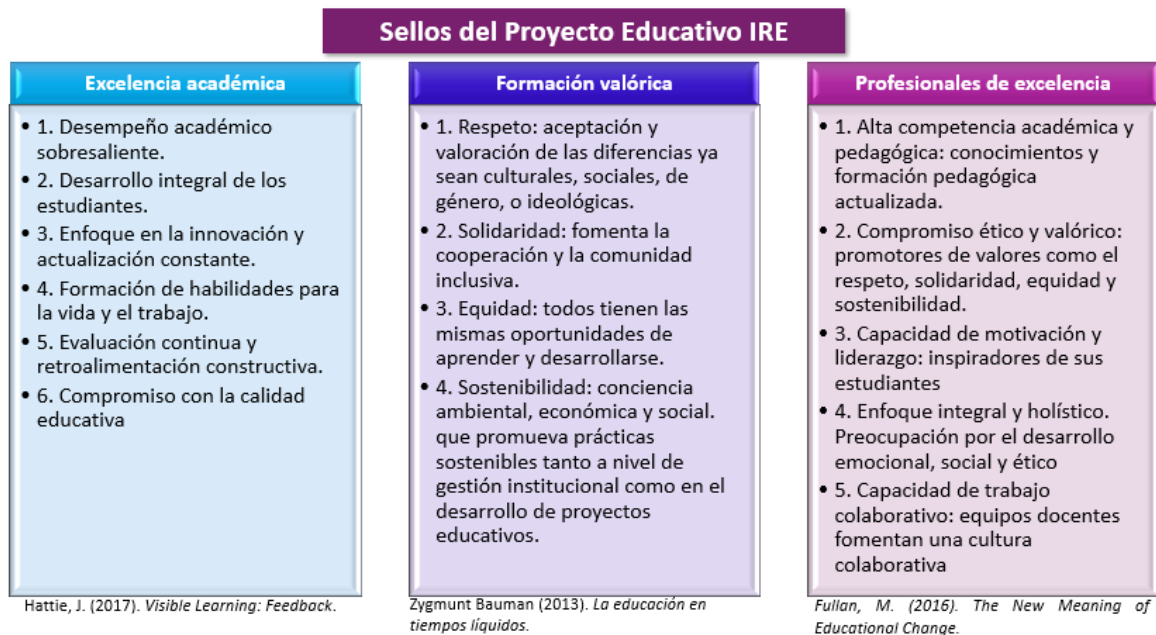 Sellos del Proyecto Educativo IRE
Excelencia académica
• 1. Desempeño académico
sobresaliente.
• 2. Desarrollo integral de los
estudiantes.
• 3. Enfoque en la innovación y
actualización constante.
• 4. Formación de habilidades para
la vida y el trabajo.
• 5. Evaluación continua y
retroalimentación constructiva.
• 6. Compromiso con la calidad
educativa
Hattie, J. (2017). Visible Learning: Feedback.
Formación valórica
• 1. Respeto: aceptación y
valoración de las diferencias ya
sean culturales, sociales, de
género, o ideológicas.
• 2. Solidaridad: fomenta la
cooperación y la comunidad
inclusiva.
• 3. Equidad: todos tienen las
mismas oportunidades de
aprender y desarrollarse.
• 4. Sostenibilidad: conciencia
ambiental, económica y social.
que promueva prácticas
sostenibles tanto a nivel de
gestión institucional como en el
desarrollo de proyectos
educativos.
Zygmunt Bauman (2013). La educación en
tiempos líquidos.
Profesionales de excelencia
• 1. Alta competencia académica y
pedagógica: conocimientos y
formación pedagógica
actualizada.
• 2. Compromiso ético y valórico:
promotores de valores como el
respeto, solidaridad, equidad y
sostenibilidad.
• 3. Capacidad de motivación y
liderazgo: inspiradores de sus
estudiantes
• 4. Enfoque integral y holístico.
Preocupación por el desarrollo
emocional, social y ético
• 5. Capacidad de trabajo
colaborativo: equipos docentes
fomentan una cultura
colaborativa
Fullan, M. (2016). The New Meaning of
Educational Change.